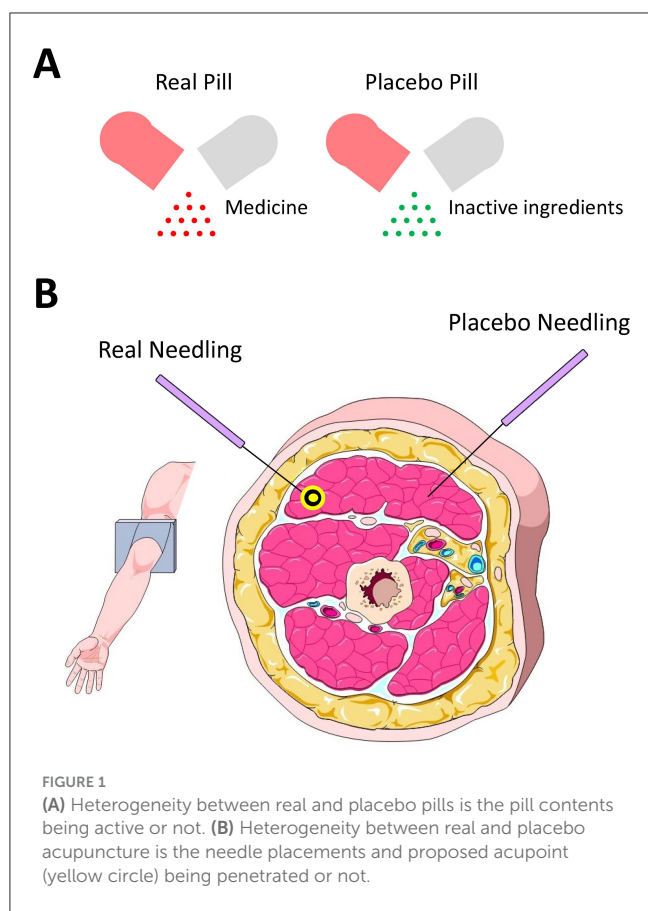 A
Real Pill
Placebo Pill
Medicine
Inactive ingredients
B
Placebo Needling
Real Needling
FIGURE 1
(A) Heterogeneity between real and placebo pills is the pill contents
being active or not. (B) Heterogeneity between real and placebo
acupuncture is the needle placements and proposed acupoint
(yellow circle) being penetrated or not.